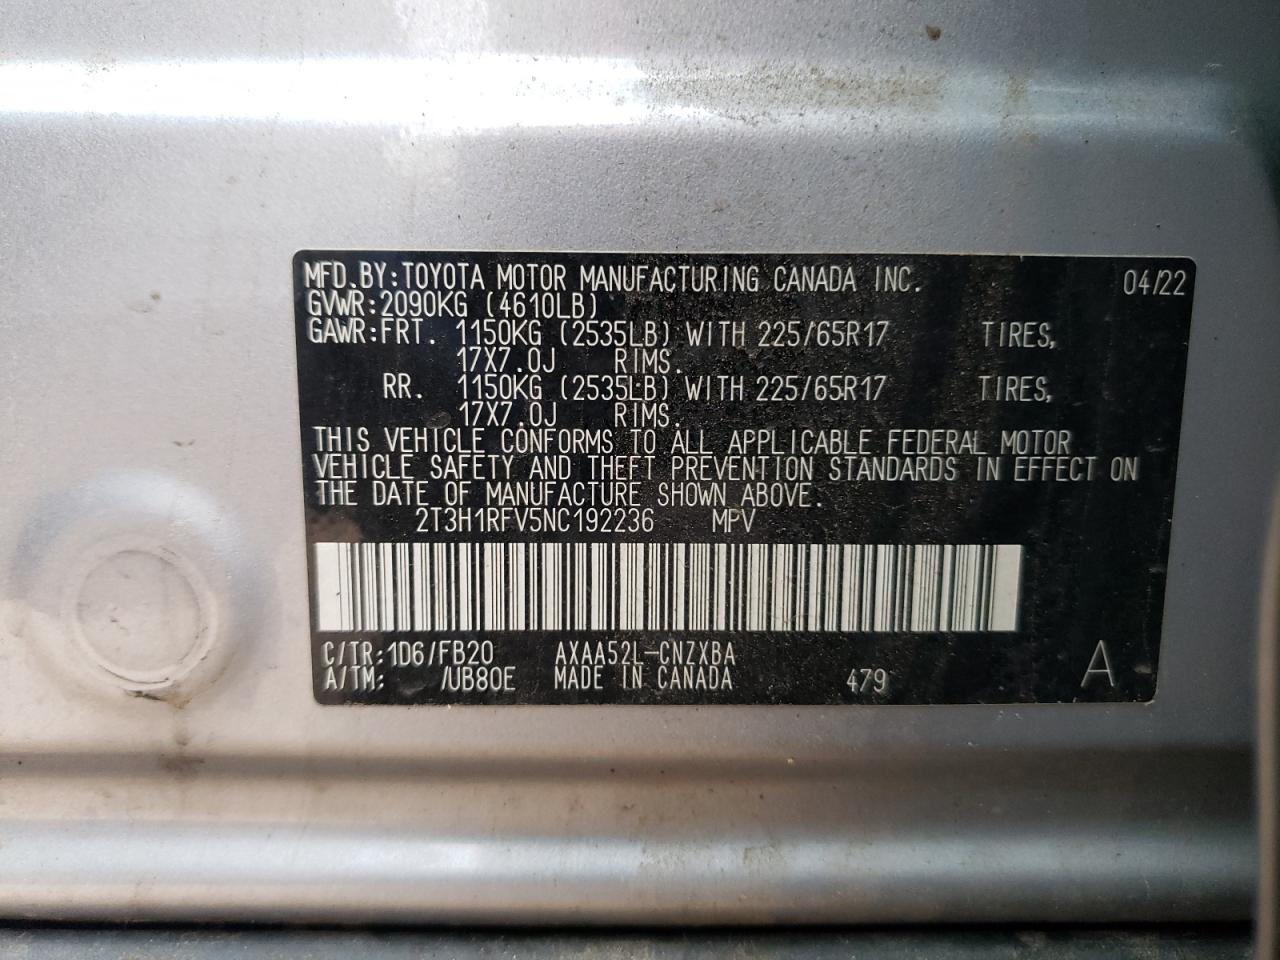 MFD.BY:TOYOTA MOTOR MANUFACTURING CANADA INC. 04/22
GVWR:2090KG (4610LB)
GAWR:FRT. 1150KG (2535LB) WITH 225/65R17 TIRES,
17X7.0J RIMS.
RR. 1150KG (2535LB) WITH 225/65R17 TIRES,
17X7.0J RIMS.
THIS VEHICLE CONFORMS TO ALL APPLICABLE FEDERAL MOTOR
VEHICLE SAFETY AND THEFT PREVENTION STANDARDS IN EFFECT ON
THE DATE OF MANUFACTURE SHOWN ABOVE.
2T3H1RFV5NC192236 MPV
C/TR:1D6/FB20 AXAA52L-CNZXBA A
A/TM: /UB80E MADE IN CANADA 479